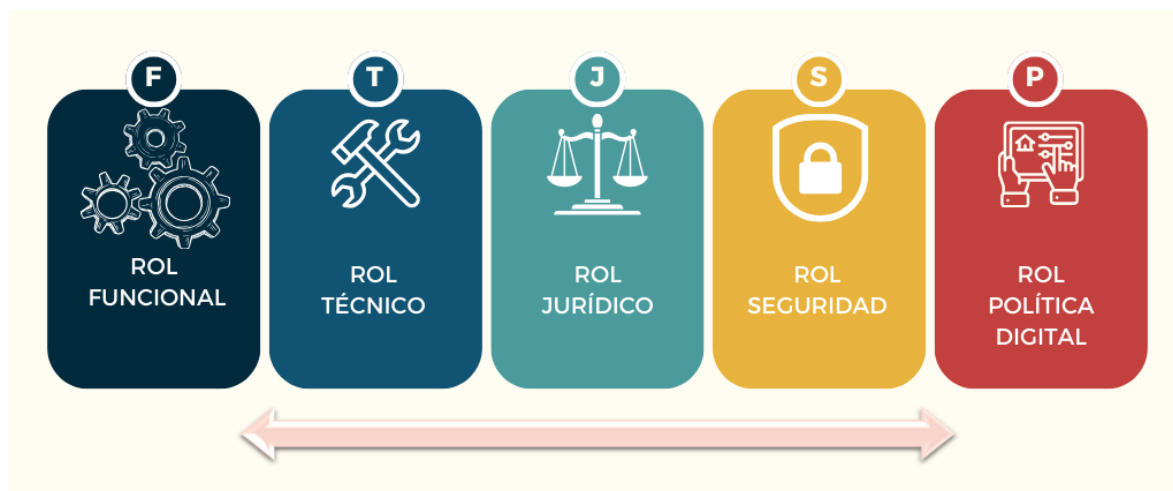 F
ROL
FUNCIONAL
T
ROL
TÉCNICO
J
ROL
JURÍDICO
S
ROL
SEGURIDAD
P
ROL
POLÍTICA
DIGITAL